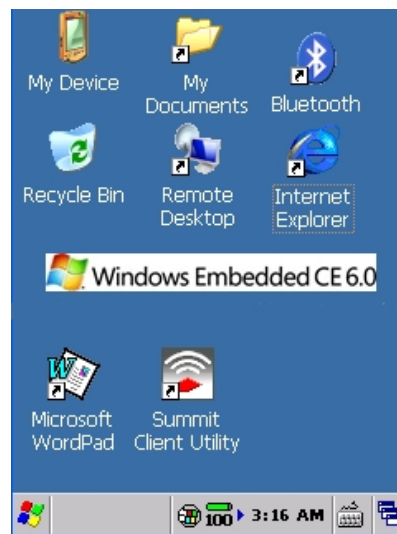 My Device
My
Documents
Bluetooth
Recycle Bin
Remote
Desktop
Internet
Explorer
Windows Embedded CE 6.0
W
Microsoft
WordPad
Summit
Client Utility
100
3:16 AM